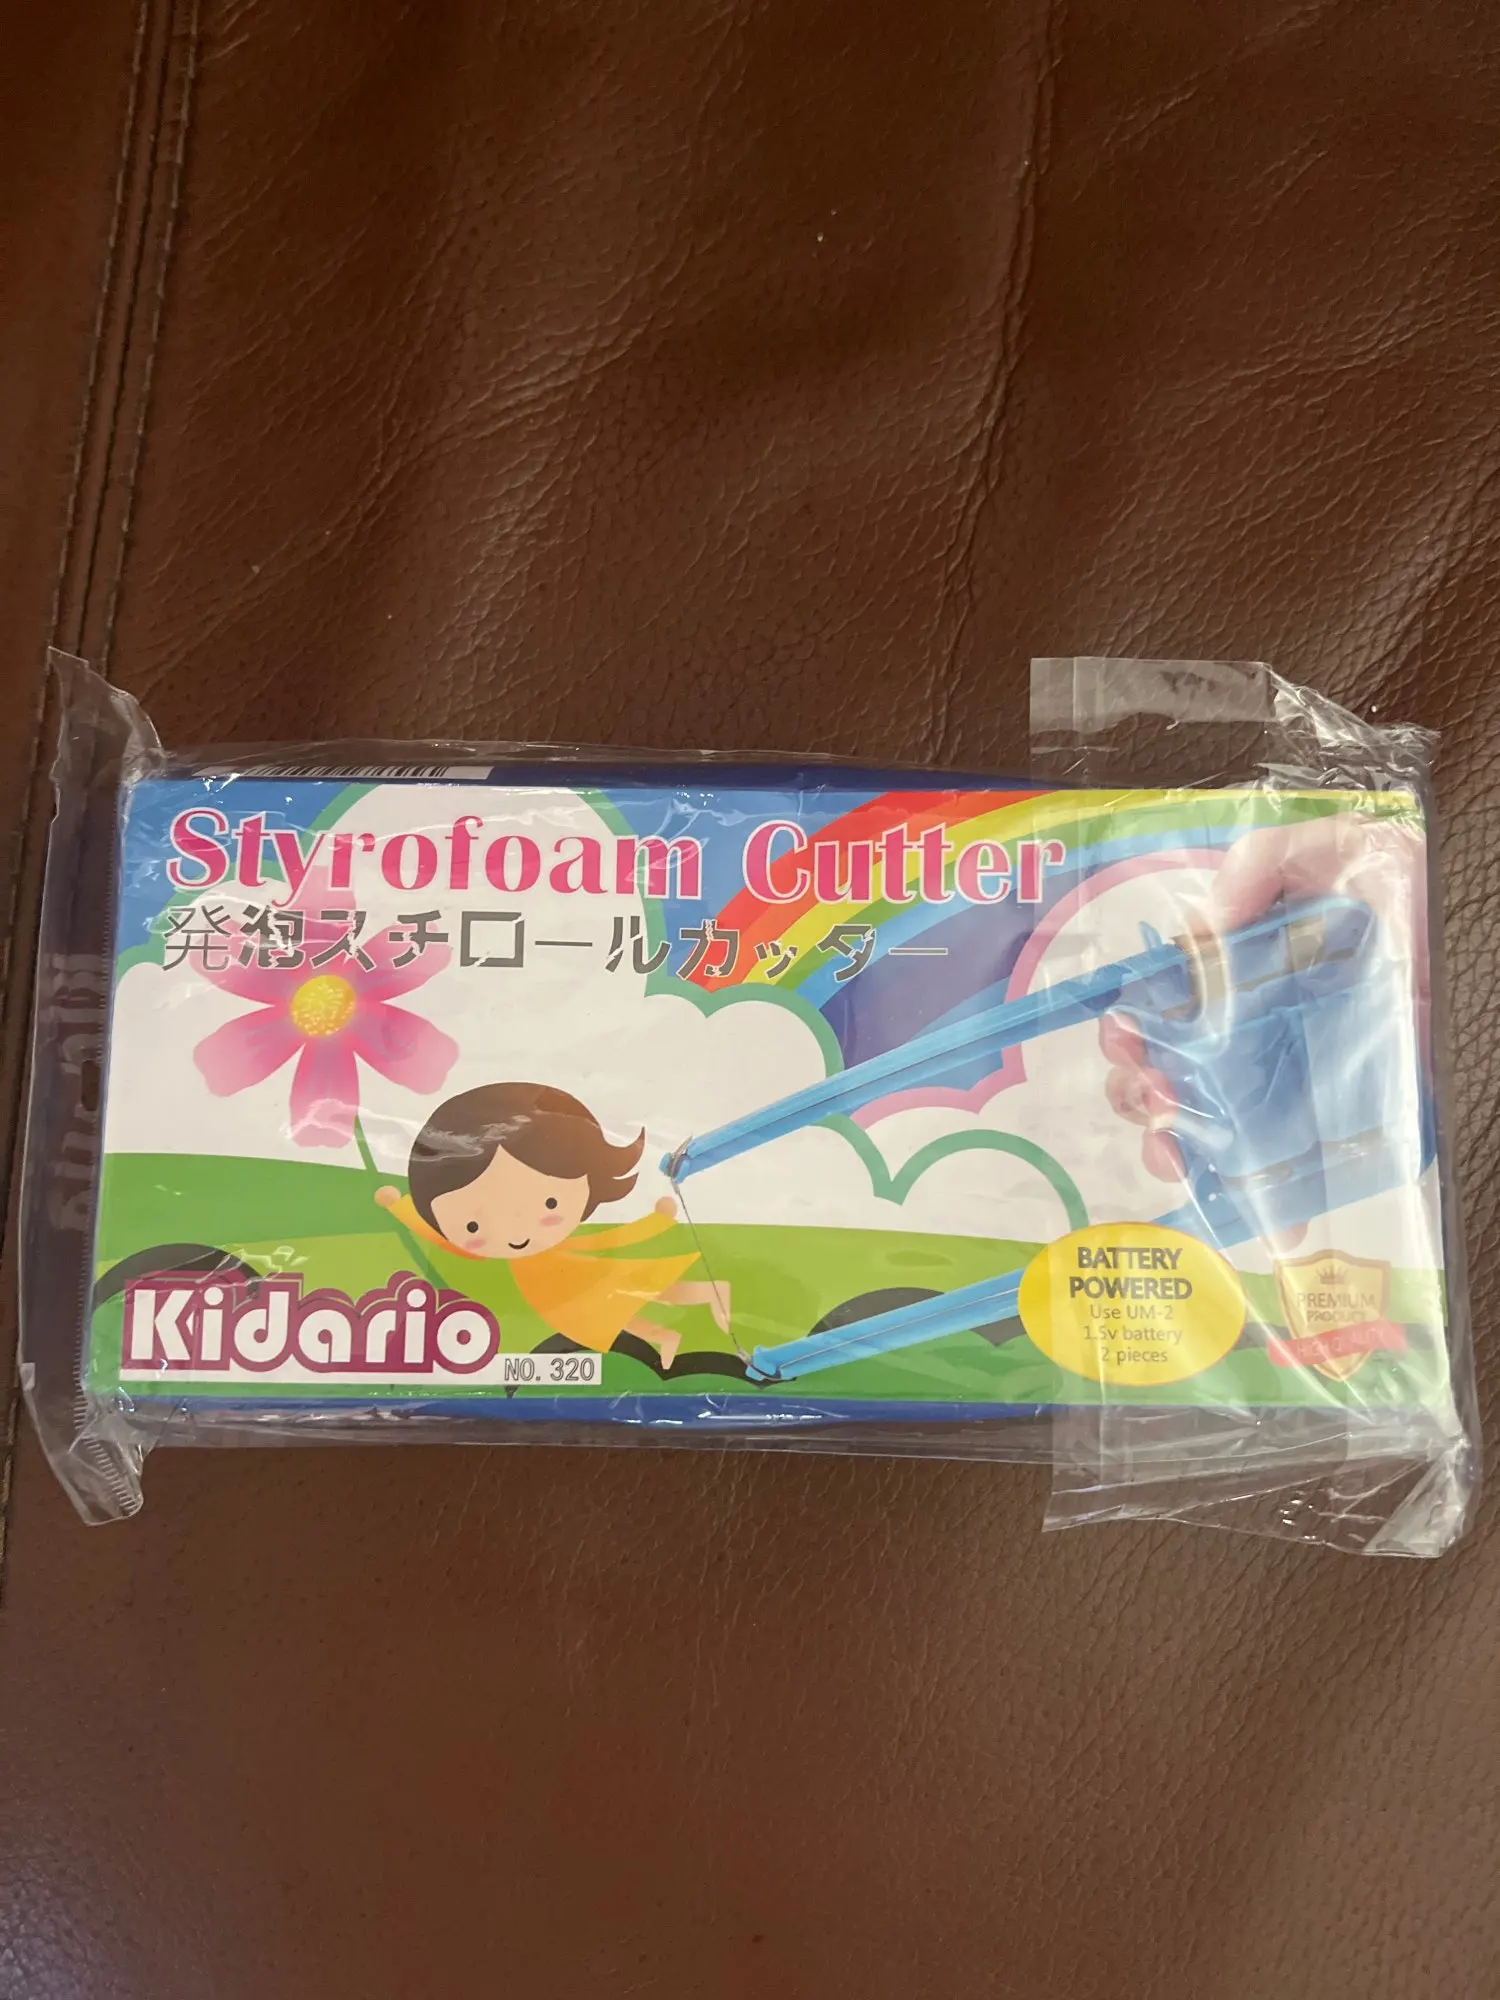 Styrofoam Cutter
発泡スチロールカッター
Kidario
NO. 320
BATTERY
POWERED
Use UM-2
1.5v battery
2 pieces
PREMIUM
PRODUCT